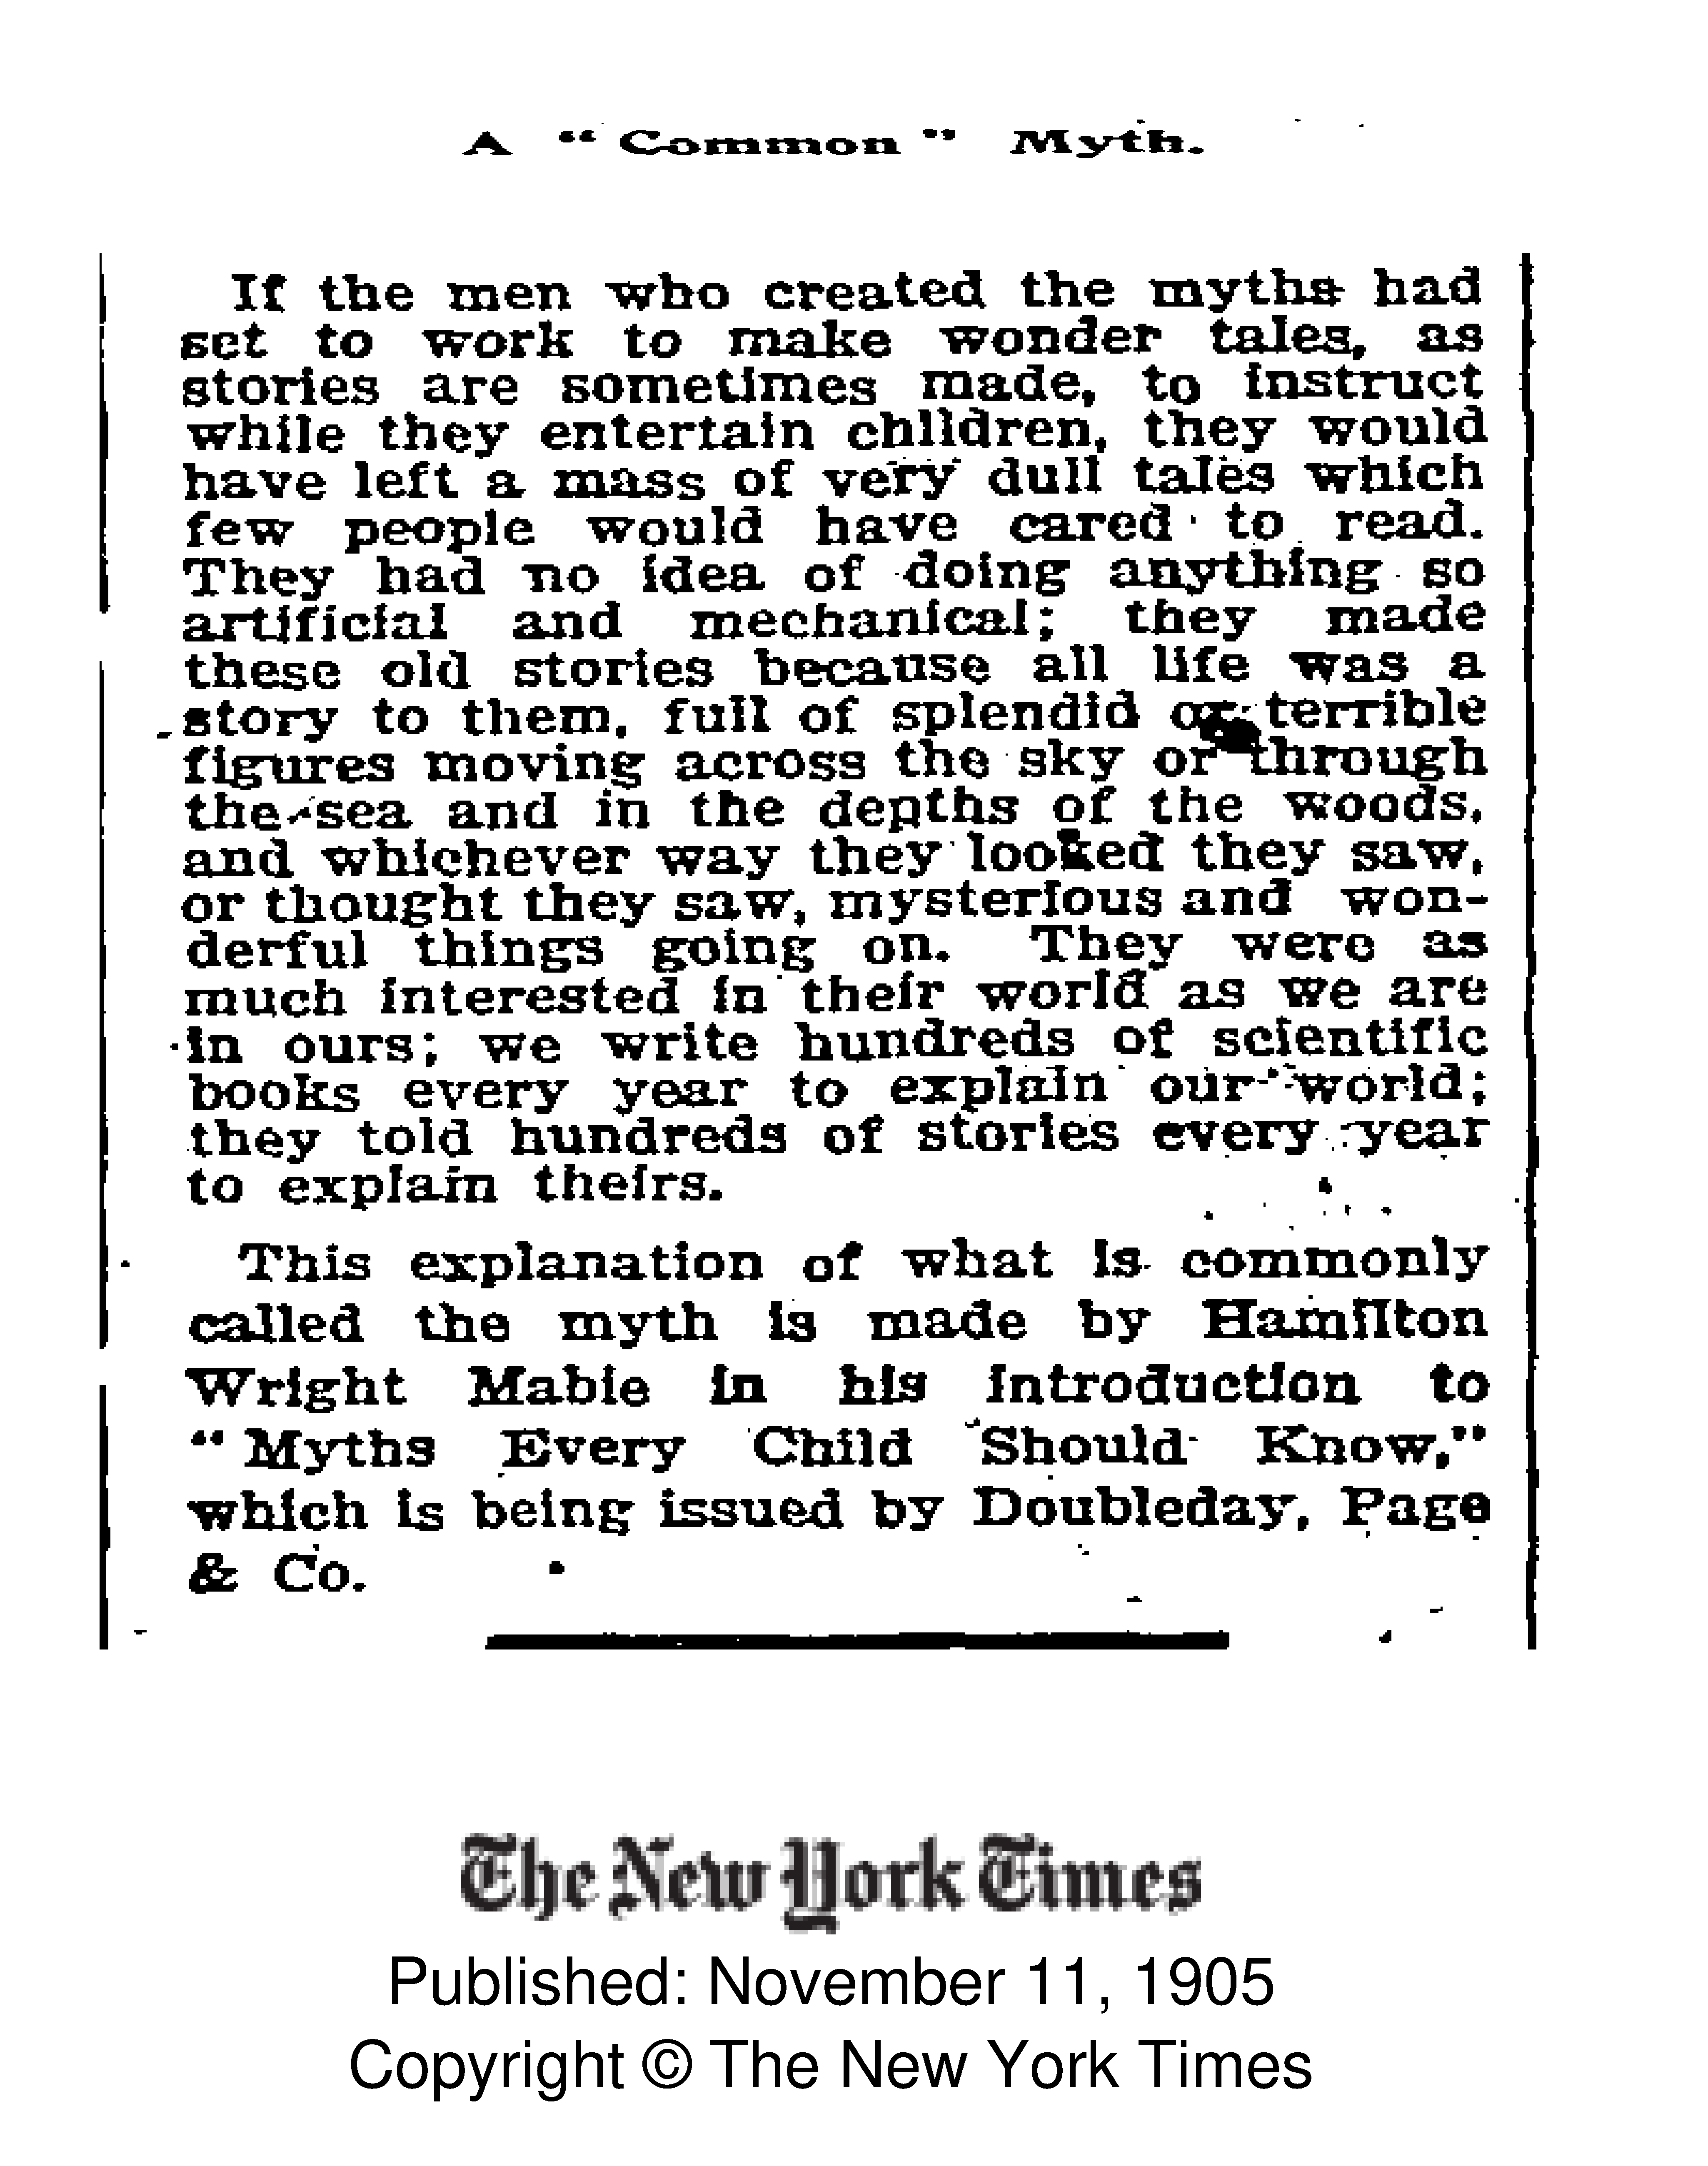 A “Common” Myth.
If the men who created the myths had
set to work to make wonder tales, as
stories are sometimes made, to instruct
while they entertain children, they would
have left a mass of very dull tales which
few people would have cared to read.
They had no idea of doing anything so
artificial and mechanical; they made
these old stories because all life was a
story to them, full of splendid or terrible
figures moving across the sky or through
the sea and in the depths of the woods,
and whichever way they looked they saw,
or thought they saw, mysterious and won-
derful things going on. They were as
much interested in their world as we are
in ours; we write hundreds of scientific
books every year to explain our world;
they told hundreds of stories every year
to explain theirs.
This explanation of what is commonly
called the myth is made by Hamilton
Wright Mabie in his introduction to
“Myths Every Child Should Know,”
which is being issued by Doubleday, Page
& Co.
The New York Times
Published: November 11, 1905
Copyright © The New York Times